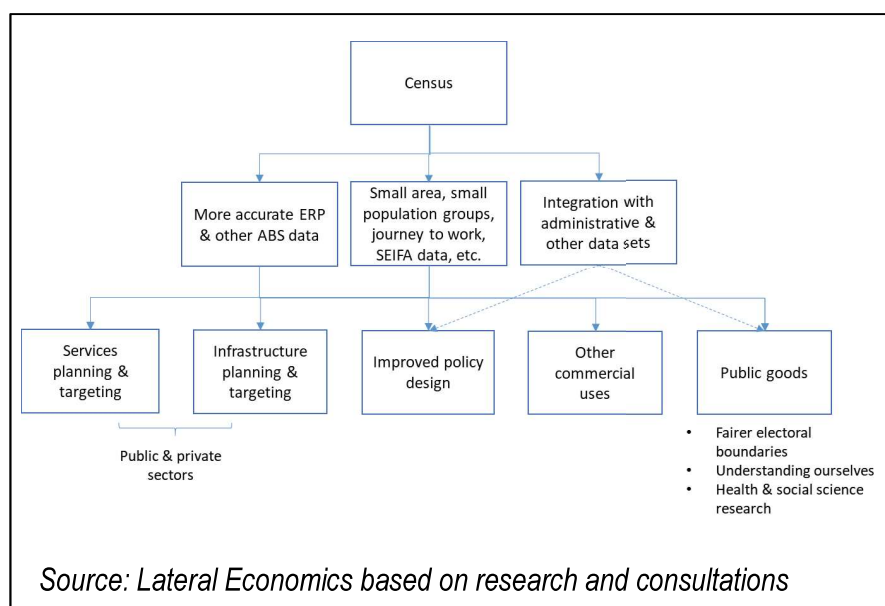 Census
More accurate ERP
& other ABS data
Small area, small
population groups,
journey to work,
SEIFA data, etc.
Integration with
administrative &
other data sets
Services
planning &
targeting
Infrastructure
planning &
targeting
Improved policy
design
Other
commercial
uses
Public goods
Public & private
sectors
• Fairer electoral
boundaries
• Understanding ourselves
• Health & social science
research
Source: Lateral Economics based on research and consultations